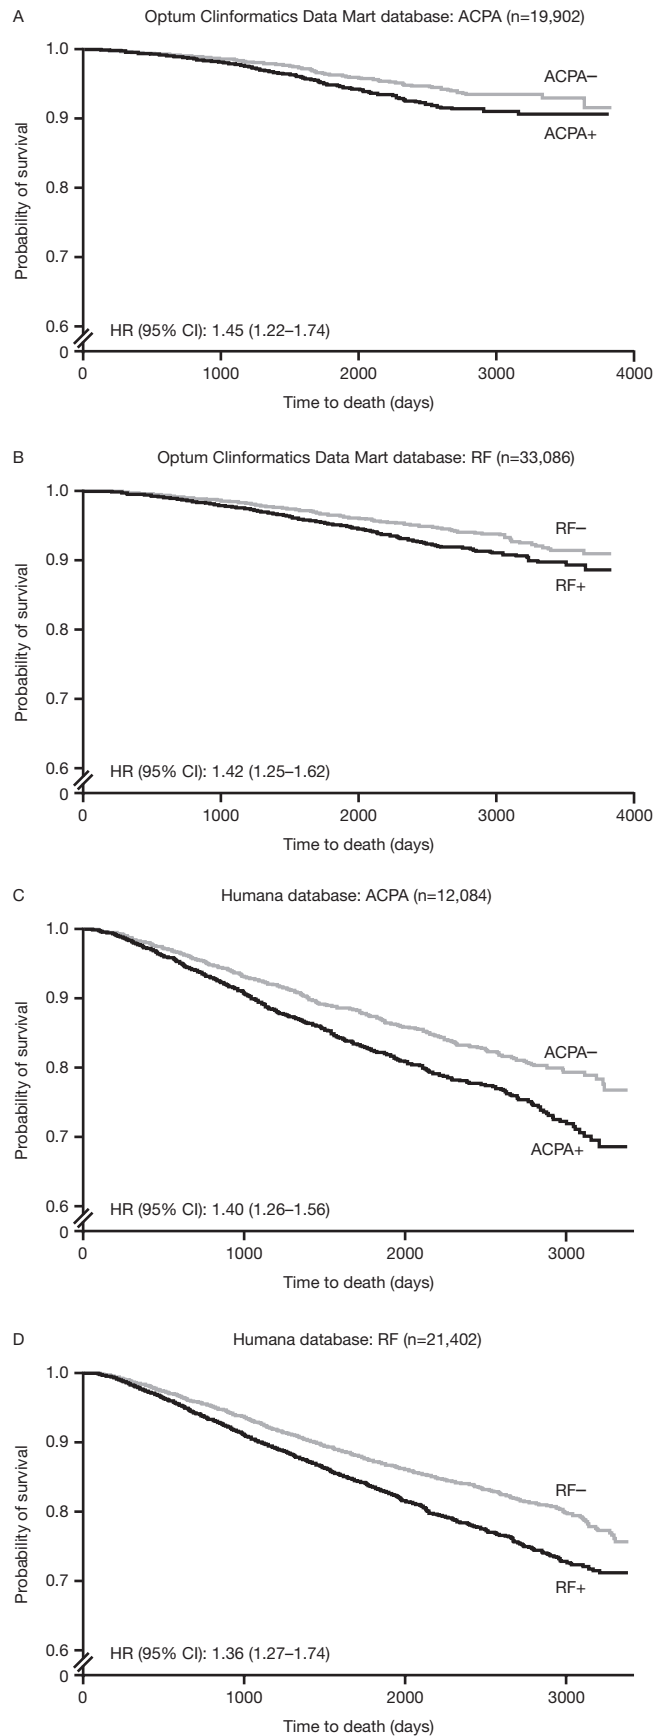 A
Optum Clinformatics Data Mart database: ACPA (n=19,902)
1.0
0.9
0.8
0.7
0.6
0
Probability of survival
ACPA−
ACPA+
HR (95% CI): 1.45 (1.22–1.74)
0 1000 2000 3000 4000
Time to death (days)
B
Optum Clinformatics Data Mart database: RF (n=33,086)
1.0
0.9
0.8
0.7
0.6
0
Probability of survival
RF−
RF+
HR (95% CI): 1.42 (1.25–1.62)
0 1000 2000 3000 4000
Time to death (days)
C
Humana database: ACPA (n=12,084)
1.0
0.9
0.8
0.7
0.6
0
Probability of survival
ACPA−
ACPA+
HR (95% CI): 1.40 (1.26–1.56)
0 1000 2000 3000
Time to death (days)
D
Humana database: RF (n=21,402)
1.0
0.9
0.8
0.7
0.6
0
Probability of survival
RF−
RF+
HR (95% CI): 1.36 (1.27–1.74)
0 1000 2000 3000
Time to death (days)